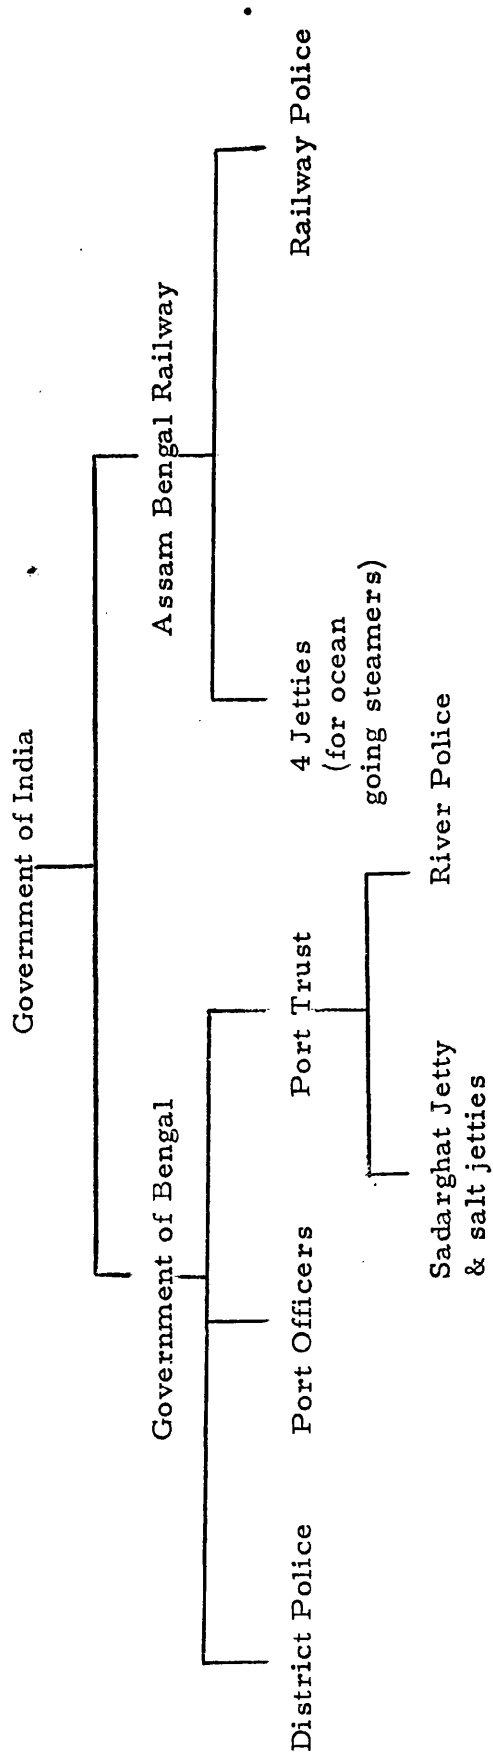 Government of India
Government of Bengal
Assam Bengal Railway
District Police
Port Officers
Port Trust
4 Jetties
(for ocean
going steamers)
Railway Police
Sadarghat Jetty
& salt jetties
River Police